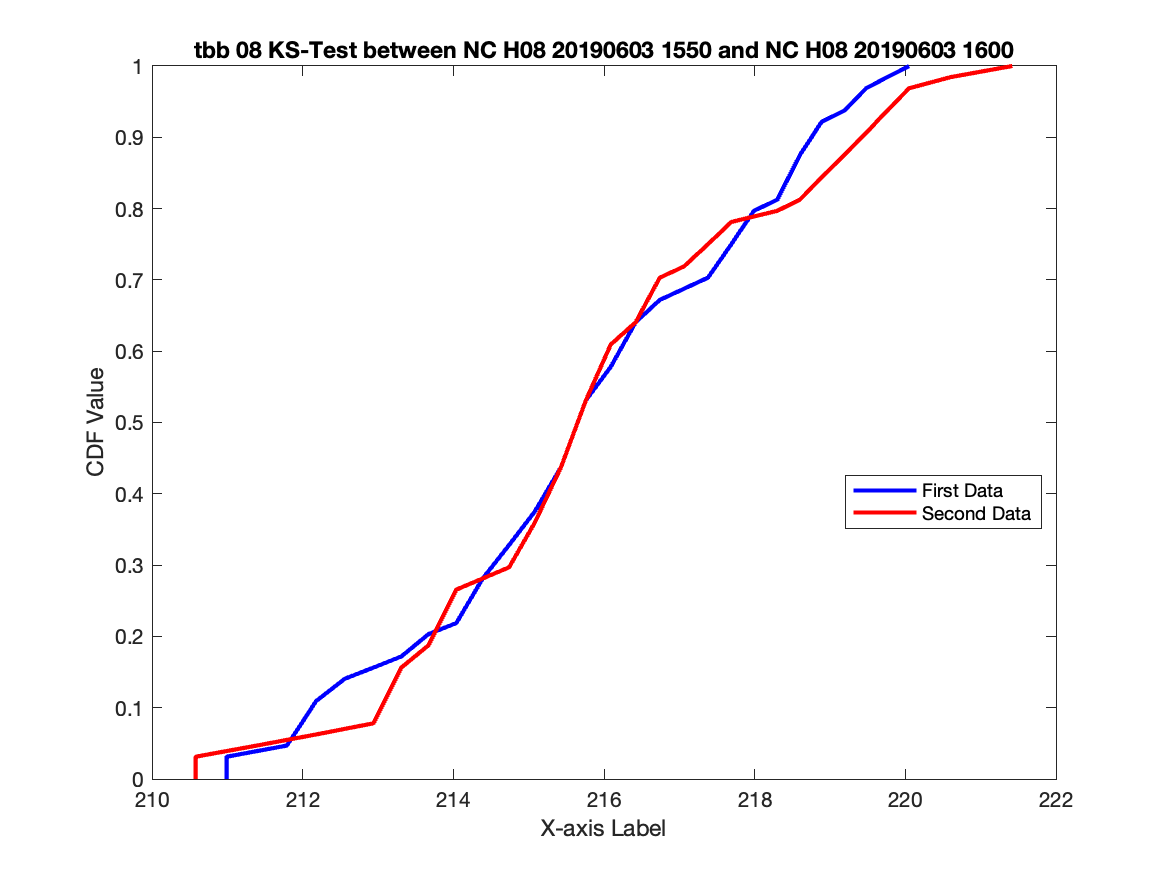 tbb 08 KS-Test between NC H08 20190603 1550 and NC H08 20190603 1600
1
0.9
0.8
0.7
0.6
0.5
0.4
0.3
0.2
0.1
0
CDF Value
First Data
Second Data
210 212 214 216 218 220 222
X-axis Label